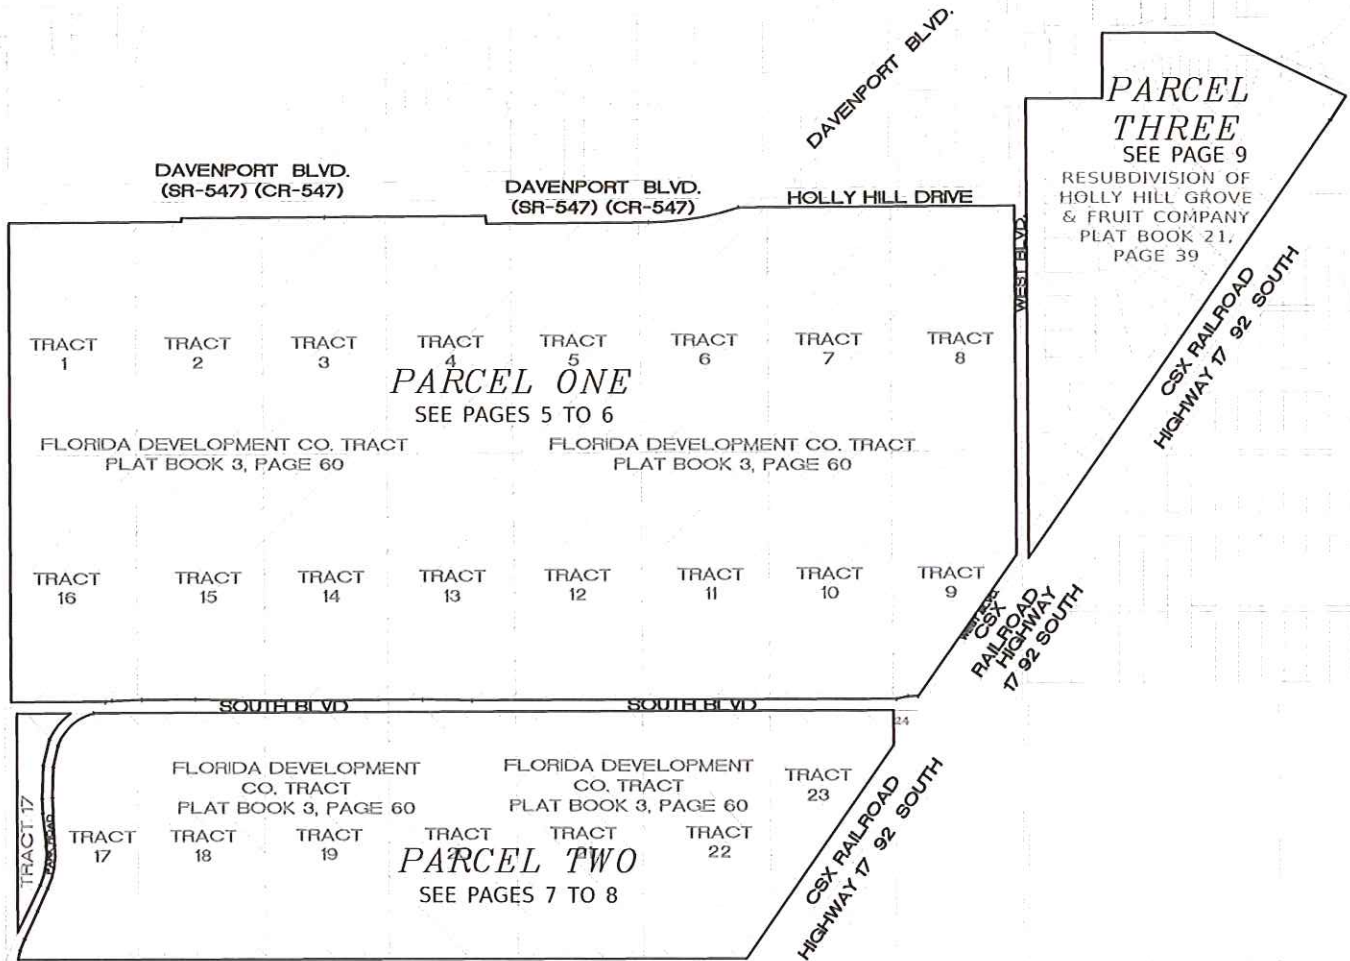 DAVENPORT BLVD.
PARCEL
THREE
SEE PAGE 9
RESUBDIVISION OF
HOLLY HILL GROVE
& FRUIT COMPANY
PLAT BOOK 21,
PAGE 39
DAVENPORT BLVD.
(SR-547) (CR-547)
DAVENPORT BLVD.
(SR-547) (CR-547)
HOLLY HILL DRIVE
WEST BLVD.
CSX RAILROAD
HIGHWAY 17 92 SOUTH
TRACT
1
TRACT
2
TRACT
3
TRACT
4
TRACT
5
TRACT
6
TRACT
7
TRACT
8
PARCEL ONE
SEE PAGES 5 TO 6
FLORIDA DEVELOPMENT CO. TRACT
PLAT BOOK 3, PAGE 60
FLORIDA DEVELOPMENT CO. TRACT
PLAT BOOK 3, PAGE 60
TRACT
16
TRACT
15
TRACT
14
TRACT
13
TRACT
12
TRACT
11
TRACT
10
TRACT
9
WEST BLVD.
CSX
RAILROAD
HIGHWAY
17 92 SOUTH
SOUTH BLVD
SOUTH BLVD
24
FLORIDA DEVELOPMENT
CO. TRACT
PLAT BOOK 3, PAGE 60
FLORIDA DEVELOPMENT
CO. TRACT
PLAT BOOK 3, PAGE 60
TRACT
23
TRACT 17
TRACT
17
TRACT
18
TRACT
19
TRACT
20
TRACT
21
TRACT
22
PARCEL TWO
SEE PAGES 7 TO 8
CSX RAILROAD
HIGHWAY 17 92 SOUTH